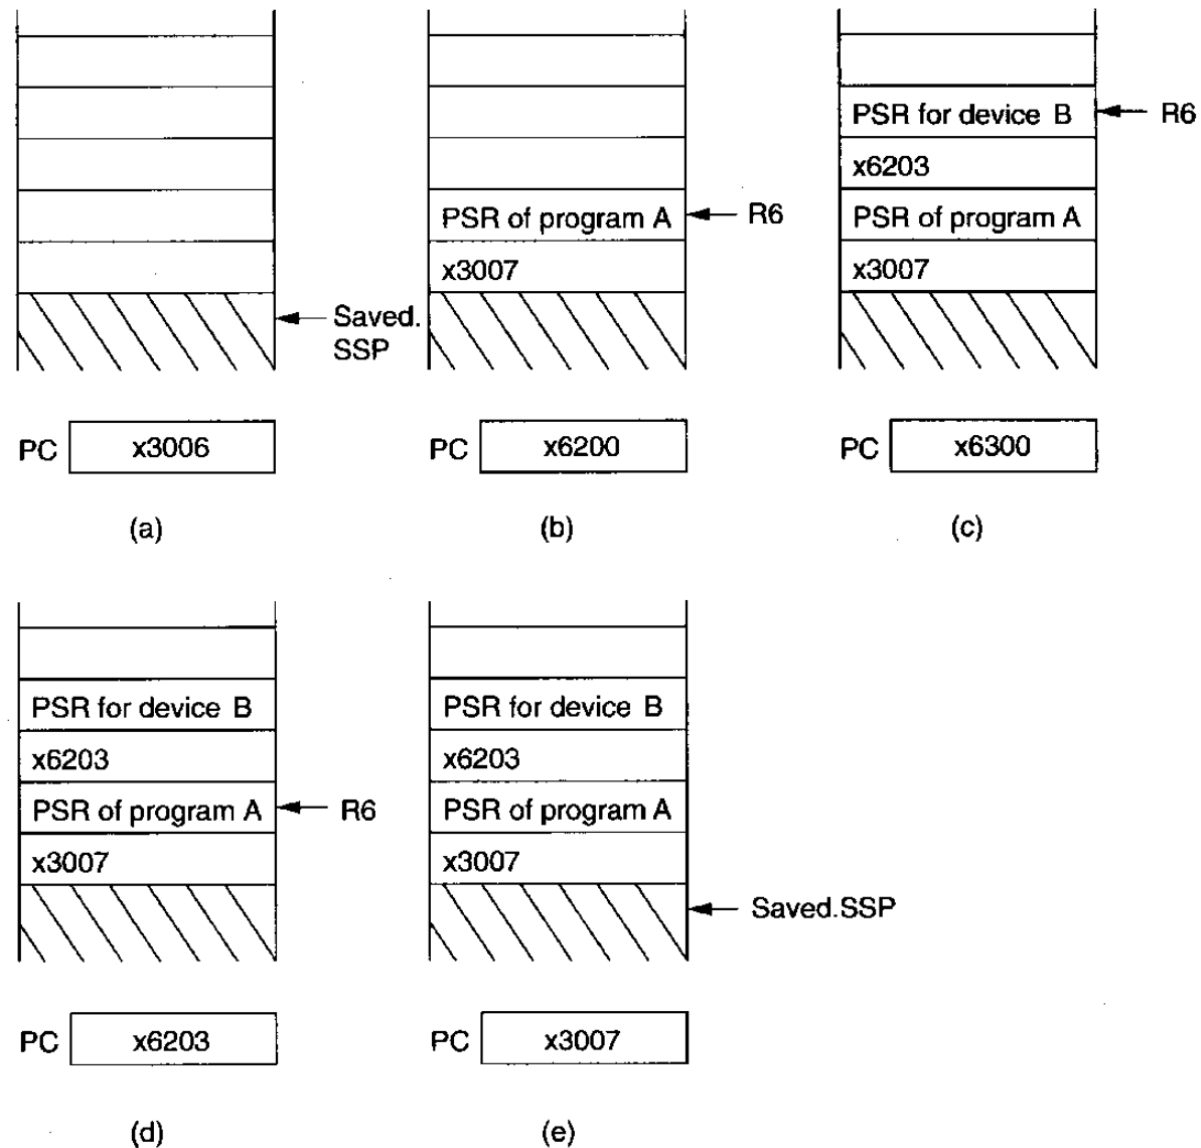 PSR for device B
R6
x6203
PSR of program A
R6
PSR of program A
x3007
x3007
Saved.
SSP
PC x3006
PC x6200
PC x6300
(a)
(b)
(c)
PSR for device B
PSR for device B
x6203
x6203
PSR of program A
R6
PSR of program A
x3007
x3007
Saved.SSP
PC x6203
PC x3007
(d)
(e)